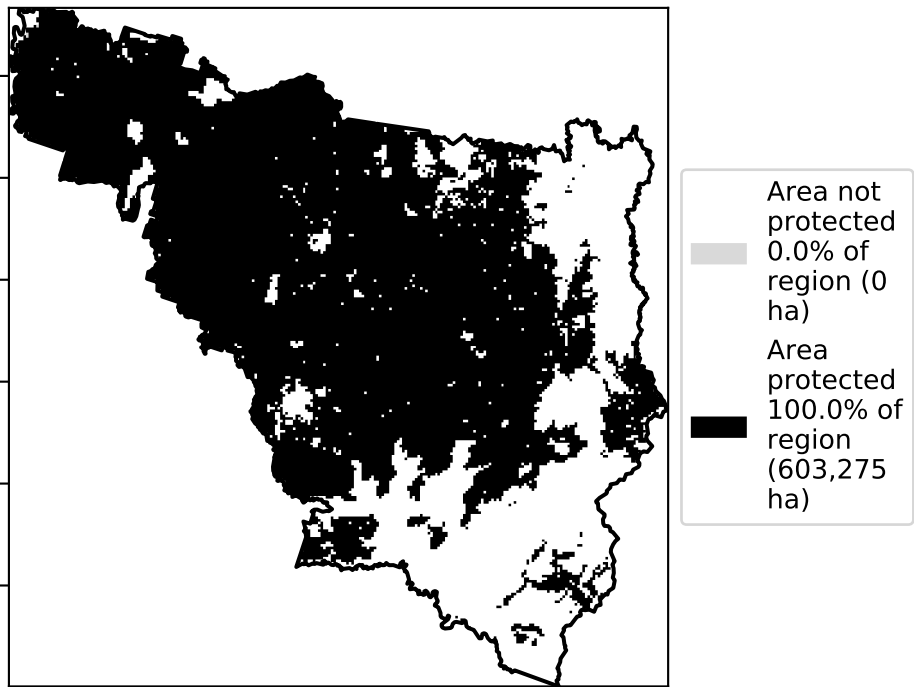 Area not
protected
0.0% of
region (0
ha)
Area
protected
100.0% of
region
(603,275
ha)